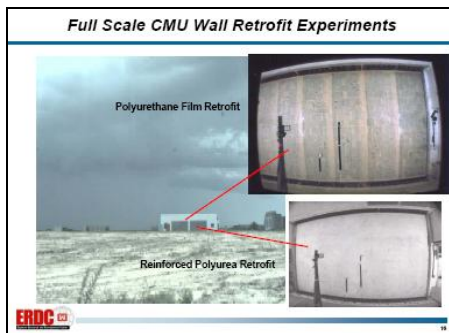 Full Scale CMU Wall Retrofit Experiments
Polyurethane Film Retrofit
Reinforced Polyurea Retrofit
ERDC